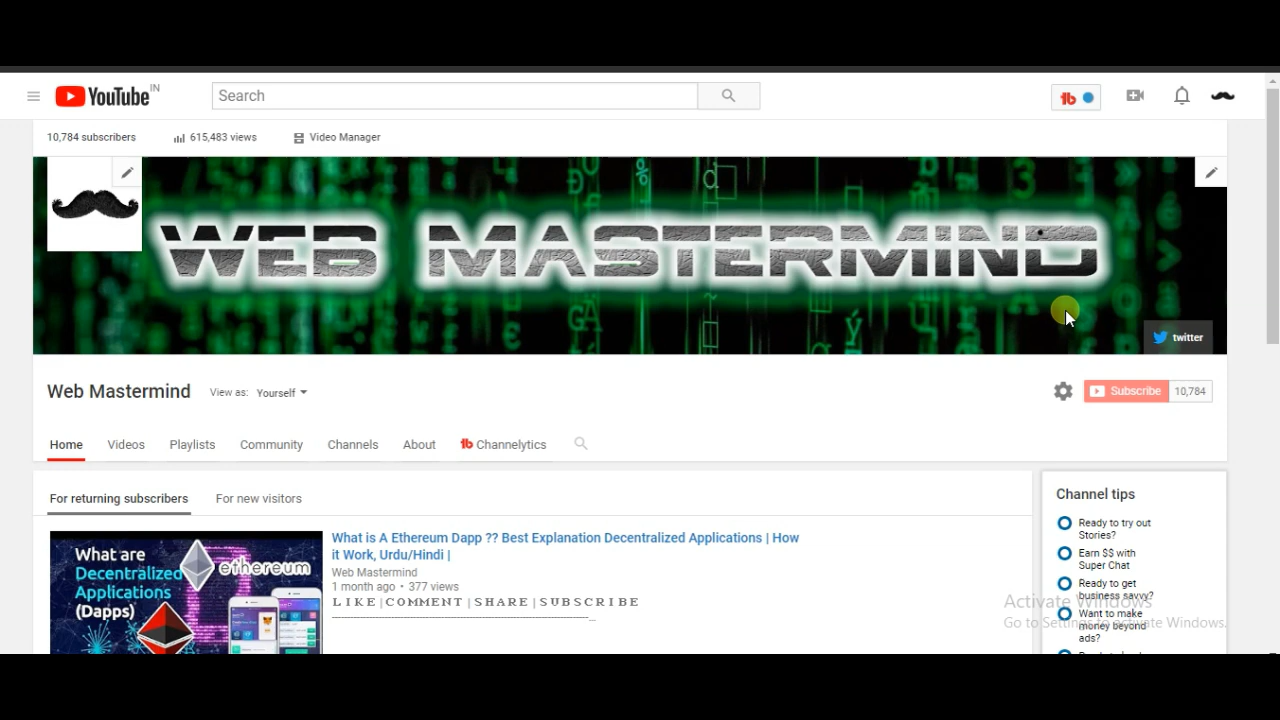 YouTube IN
Search
10,784 subscribers
615,483 views
Video Manager
WEB MASTERMIND
twitter
Web Mastermind
View as: Yourself
Subscribe 10,784
Home Videos Playlists Community Channels About Channelytics
For returning subscribers For new visitors
What are
Decentralized
Applications
(Dapps)
ethereum
What is A Ethereum Dapp ?? Best Explanation Decentralized Applications | How
it Work, Urdu/Hindi |
Web Mastermind
1 month ago • 377 views
L I K E | C O M M E N T | S H A R E | S U B S C R I B E
Channel tips
Ready to try out
Stories?
Earn $$ with
Super Chat
Ready to get
business savvy?
Want to make
money beyond
ads?
Activate Windows
Go to Settings to activate Windows.